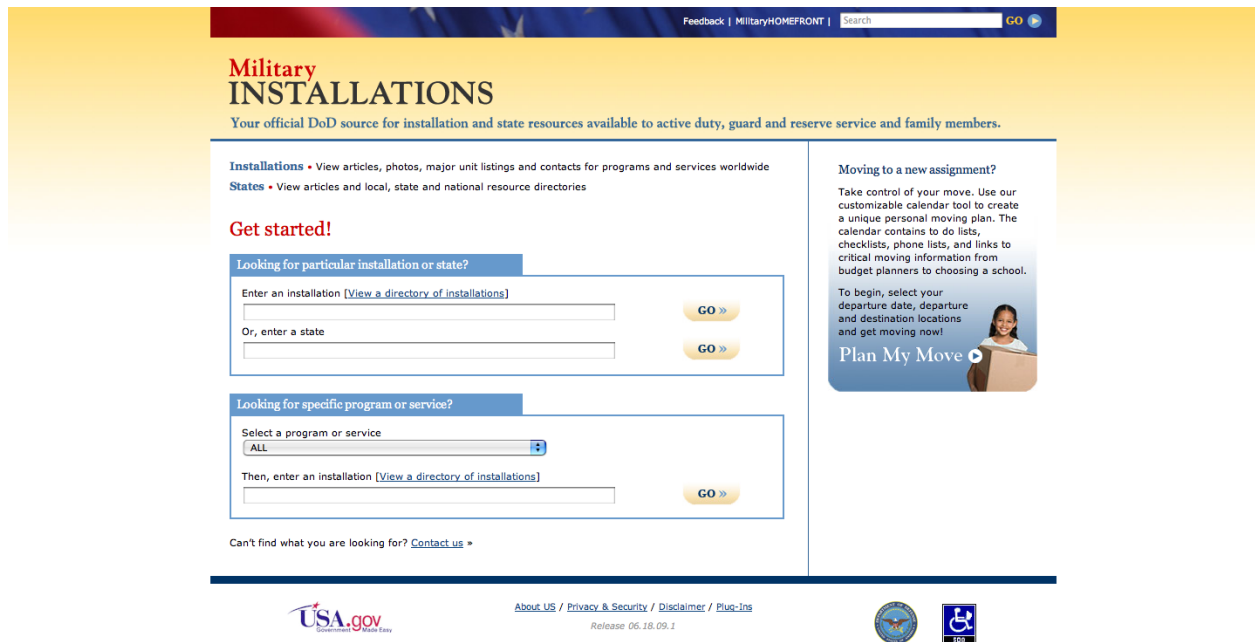 Feedback | MilitaryHOMEFRONT | Search GO
Military
INSTALLATIONS
Your official DoD source for installation and state resources available to active duty, guard and reserve service and family members.
Installations • View articles, photos, major unit listings and contacts for programs and services worldwide
States • View articles and local, state and national resource directories
Get started!
Looking for particular installation or state?
Enter an installation [View a directory of installations]
GO »
Or, enter a state
GO »
Looking for specific program or service?
Select a program or service
ALL
Then, enter an installation [View a directory of installations]
GO »
Can't find what you are looking for? Contact us »
Moving to a new assignment?
Take control of your move. Use our
customizable calendar tool to create
a unique personal moving plan. The
calendar contains to do lists,
checklists, phone lists, and links to
critical moving information from
budget planners to choosing a school.
To begin, select your
departure date, departure
and destination locations
and get moving now!
Plan My Move
USA.gov
Government Made Easy
About US / Privacy & Security / Disclaimer / Plug-Ins
Release 06.18.09.1